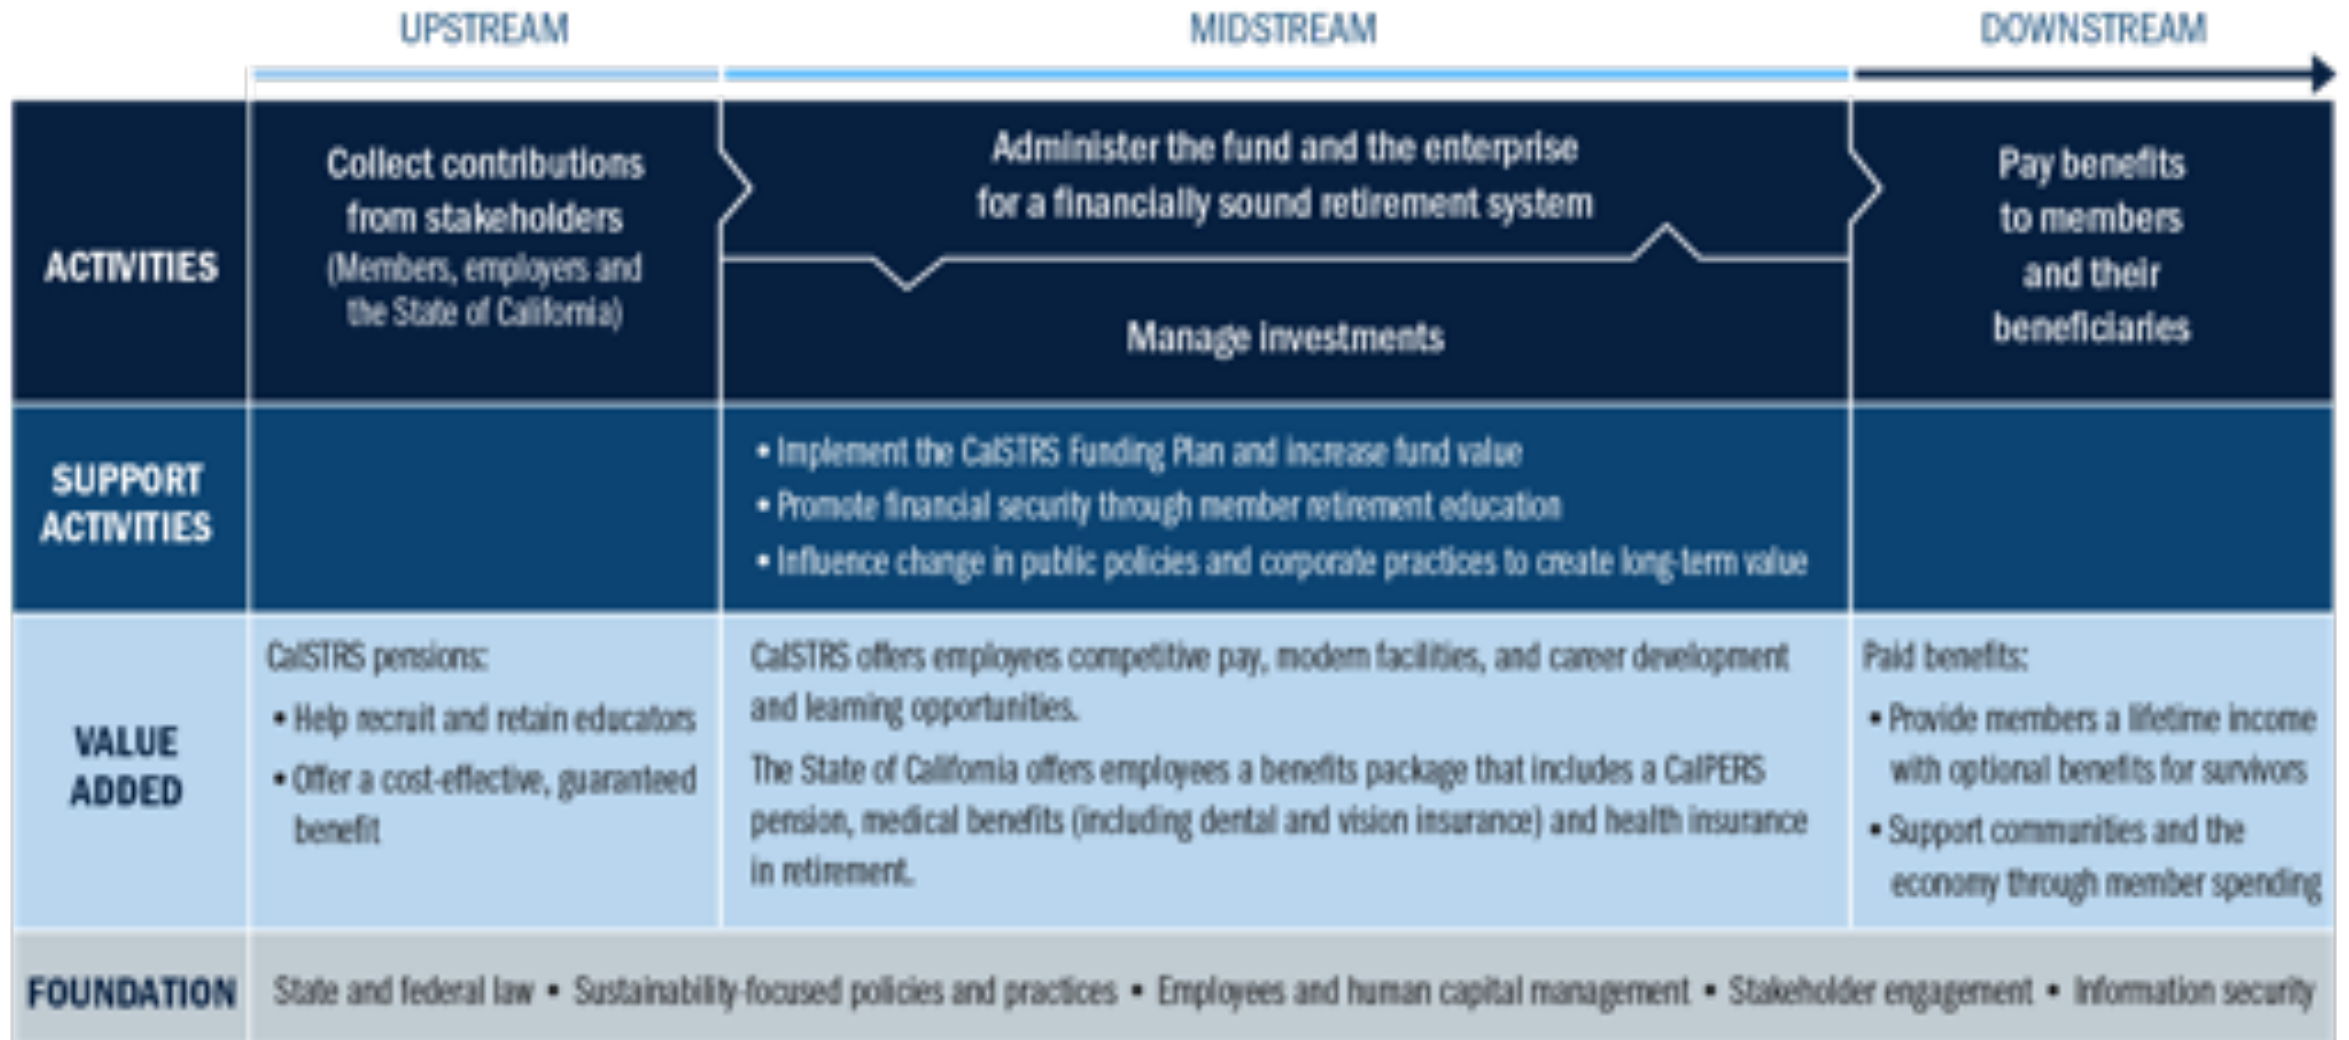 UPSTREAM
MIDSTREAM
DOWNSTREAM
ACTIVITIES
Collect contributions
from stakeholders
(Members, employers and
the State of California)
Administer the fund and the enterprise
for a financially sound retirement system
Manage investments
Pay benefits
to members
and their
beneficiaries
SUPPORT
ACTIVITIES
• Implement the CalSTRS Funding Plan and increase fund value
• Promote financial security through member retirement education
• Influence change in public policies and corporate practices to create long-term value
VALUE
ADDED
CalSTRS pensions:
• Help recruit and retain educators
• Offer a cost-effective, guaranteed
benefit
CalSTRS offers employees competitive pay, modern facilities, and career development
and learning opportunities.
The State of California offers employees a benefits package that includes a CalPERS
pension, medical benefits (including dental and vision insurance) and health insurance
in retirement.
Paid benefits:
• Provide members a lifetime income
with optional benefits for survivors
• Support communities and the
economy through member spending
FOUNDATION
State and federal law • Sustainability-focused policies and practices • Employees and human capital management • Stakeholder engagement • Information security